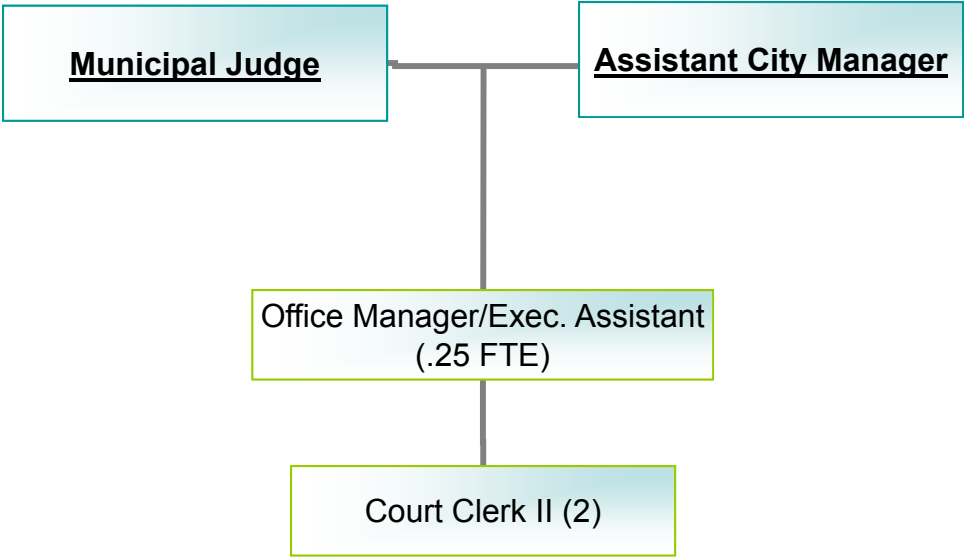 Municipal Judge
Assistant City Manager
Office Manager/Exec. Assistant
(.25 FTE)
Court Clerk II (2)